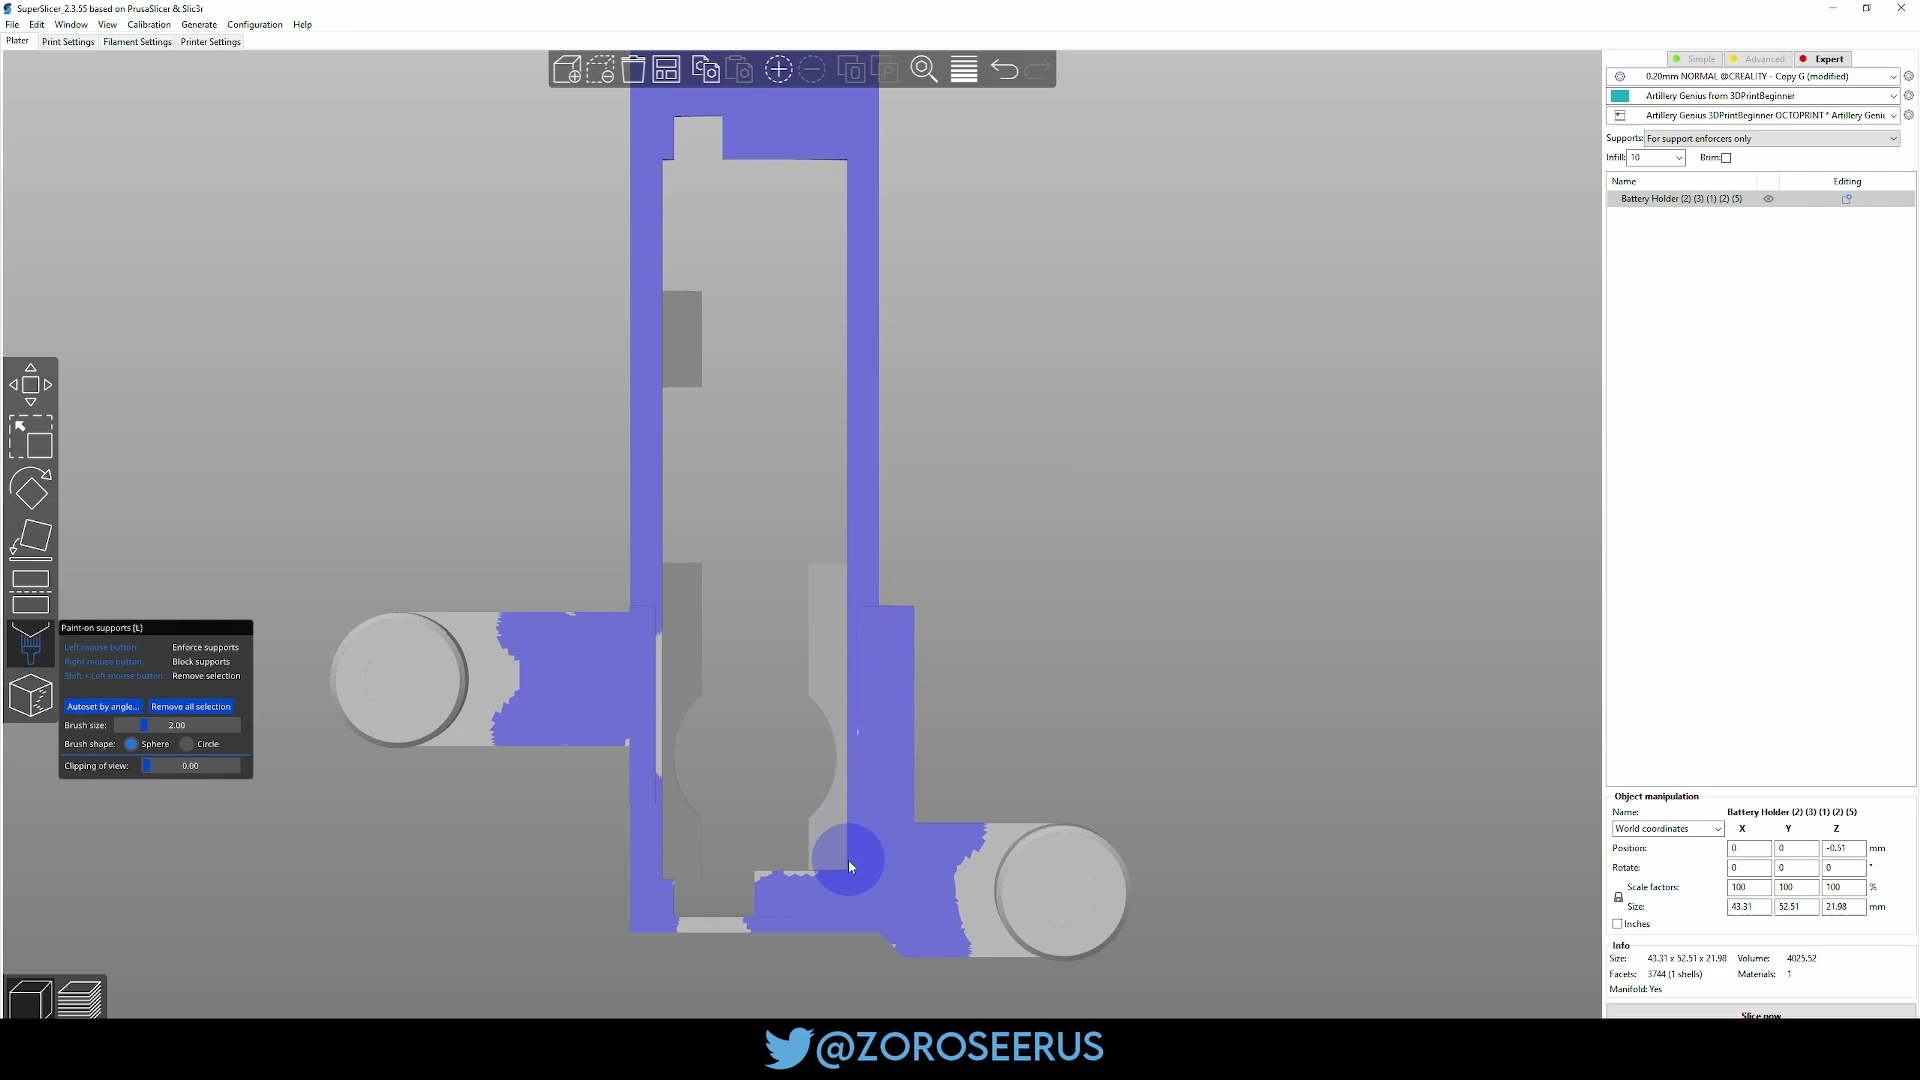 SuperSlicer_2.3.55 based on PrusaSlicer & Slic3r
File Edit Window View Calibration Generate Configuration Help
Plater Print Settings Filament Settings Printer Settings
Simple Advanced Expert
0.20mm NORMAL @CREALITY - Copy G (modified)
Artillery Genius from 3DPrintBeginner
Artillery Genius 3DPrintBeginner OCTOPRINT * Artillery Geniu
Supports: For support enforcers only
Infill: 10 Brim:
Name Editing
Battery Holder (2) (3) (1) (2) (5)
Paint-on supports [L]
Left mouse button: Enforce supports
Right mouse button: Block supports
Shift + Left mouse button: Remove selection
Autoset by angle... Remove all selection
Brush size: 2.00
Brush shape: Sphere Circle
Clipping of view: 0.00
Object manipulation
Name: Battery Holder (2) (3) (1) (2) (5)
World coordinates X Y Z
Position: 0 0 -0.51 mm
Rotate: 0 0 0 °
Scale factors: 100 100 100 %
Size: 43.31 52.51 21.98 mm
Inches
Info
Size: 43.31 x 52.51 x 21.98 Volume: 4025.52
Facets: 3744 (1 shells) Materials: 1
Manifold: Yes
Slice now
@ZOROSEERUS